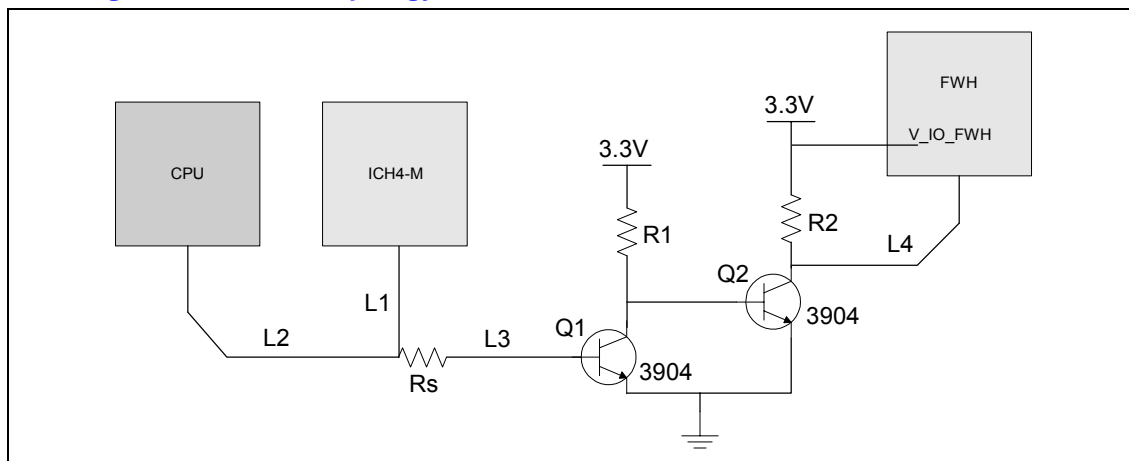 FWH
3.3V
V_IO_FWH
3.3V
CPU
ICH4-M
R1
R2
L4
Q2
L1
3904
L2
Q1
L3
3904
Rs